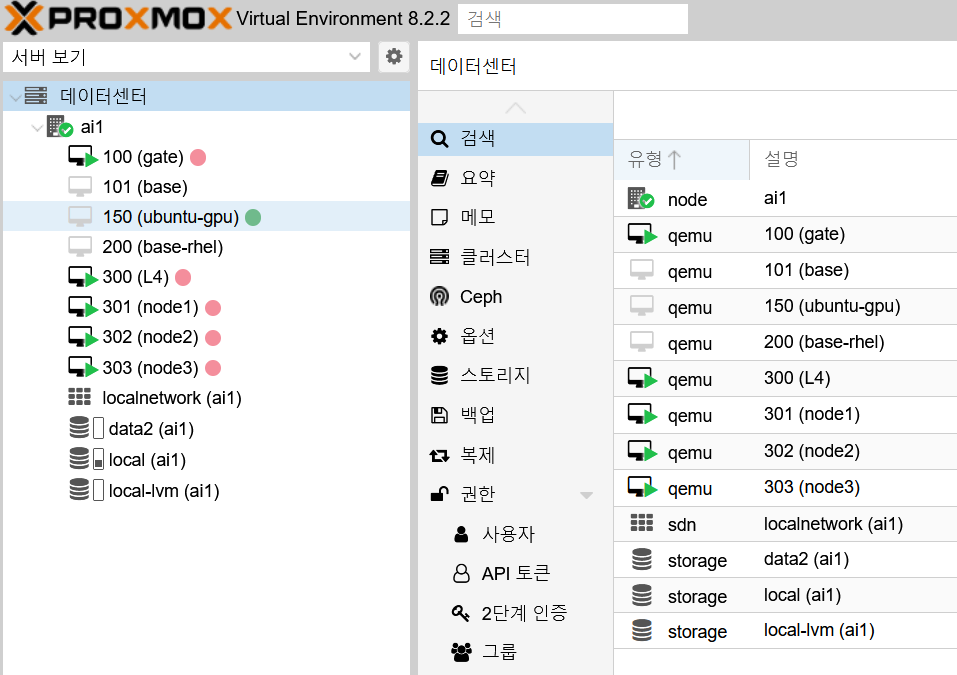 PROXMOX Virtual Environment 8.2.2 검색
서버 보기
데이터센터
ai1
100 (gate)
101 (base)
150 (ubuntu-gpu)
200 (base-rhel)
300 (L4)
301 (node1)
302 (node2)
303 (node3)
localnetwork (ai1)
data2 (ai1)
local (ai1)
local-lvm (ai1)
데이터센터
검색
요약
메모
클러스터
Ceph
옵션
스토리지
백업
복제
권한
사용자
API 토큰
2단계 인증
그룹
유형 설명
node ai1
qemu 100 (gate)
qemu 101 (base)
qemu 150 (ubuntu-gpu)
qemu 200 (base-rhel)
qemu 300 (L4)
qemu 301 (node1)
qemu 302 (node2)
qemu 303 (node3)
sdn localnetwork (ai1)
storage data2 (ai1)
storage local (ai1)
storage local-lvm (ai1)